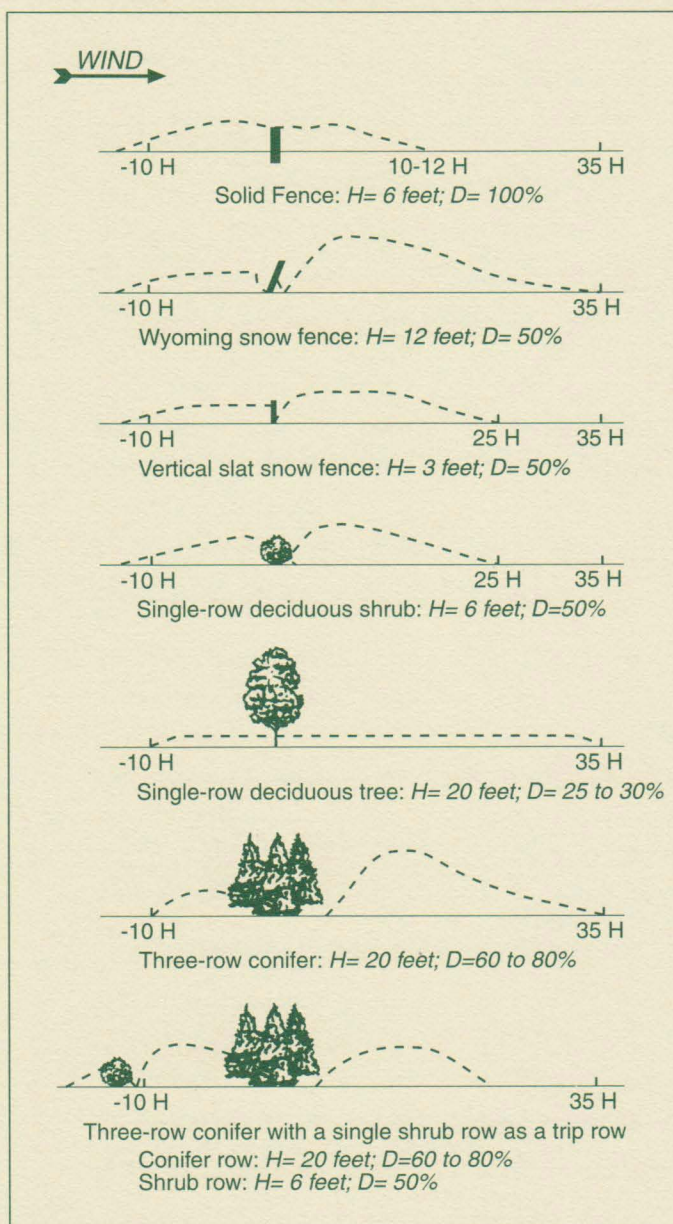 WIND
-10 H 10-12 H 35 H
Solid Fence: H= 6 feet; D= 100%
-10 H 35 H
Wyoming snow fence: H= 12 feet; D= 50%
-10 H 25 H 35 H
Vertical slat snow fence: H= 3 feet; D= 50%
-10 H 25 H 35 H
Single-row deciduous shrub: H= 6 feet; D=50%
-10 H 35 H
Single-row deciduous tree: H= 20 feet; D= 25 to 30%
-10 H 35 H
Three-row conifer: H= 20 feet; D=60 to 80%
-10 H 35 H
Three-row conifer with a single shrub row as a trip row
Conifer row: H= 20 feet; D=60 to 80%
Shrub row: H= 6 feet; D= 50%